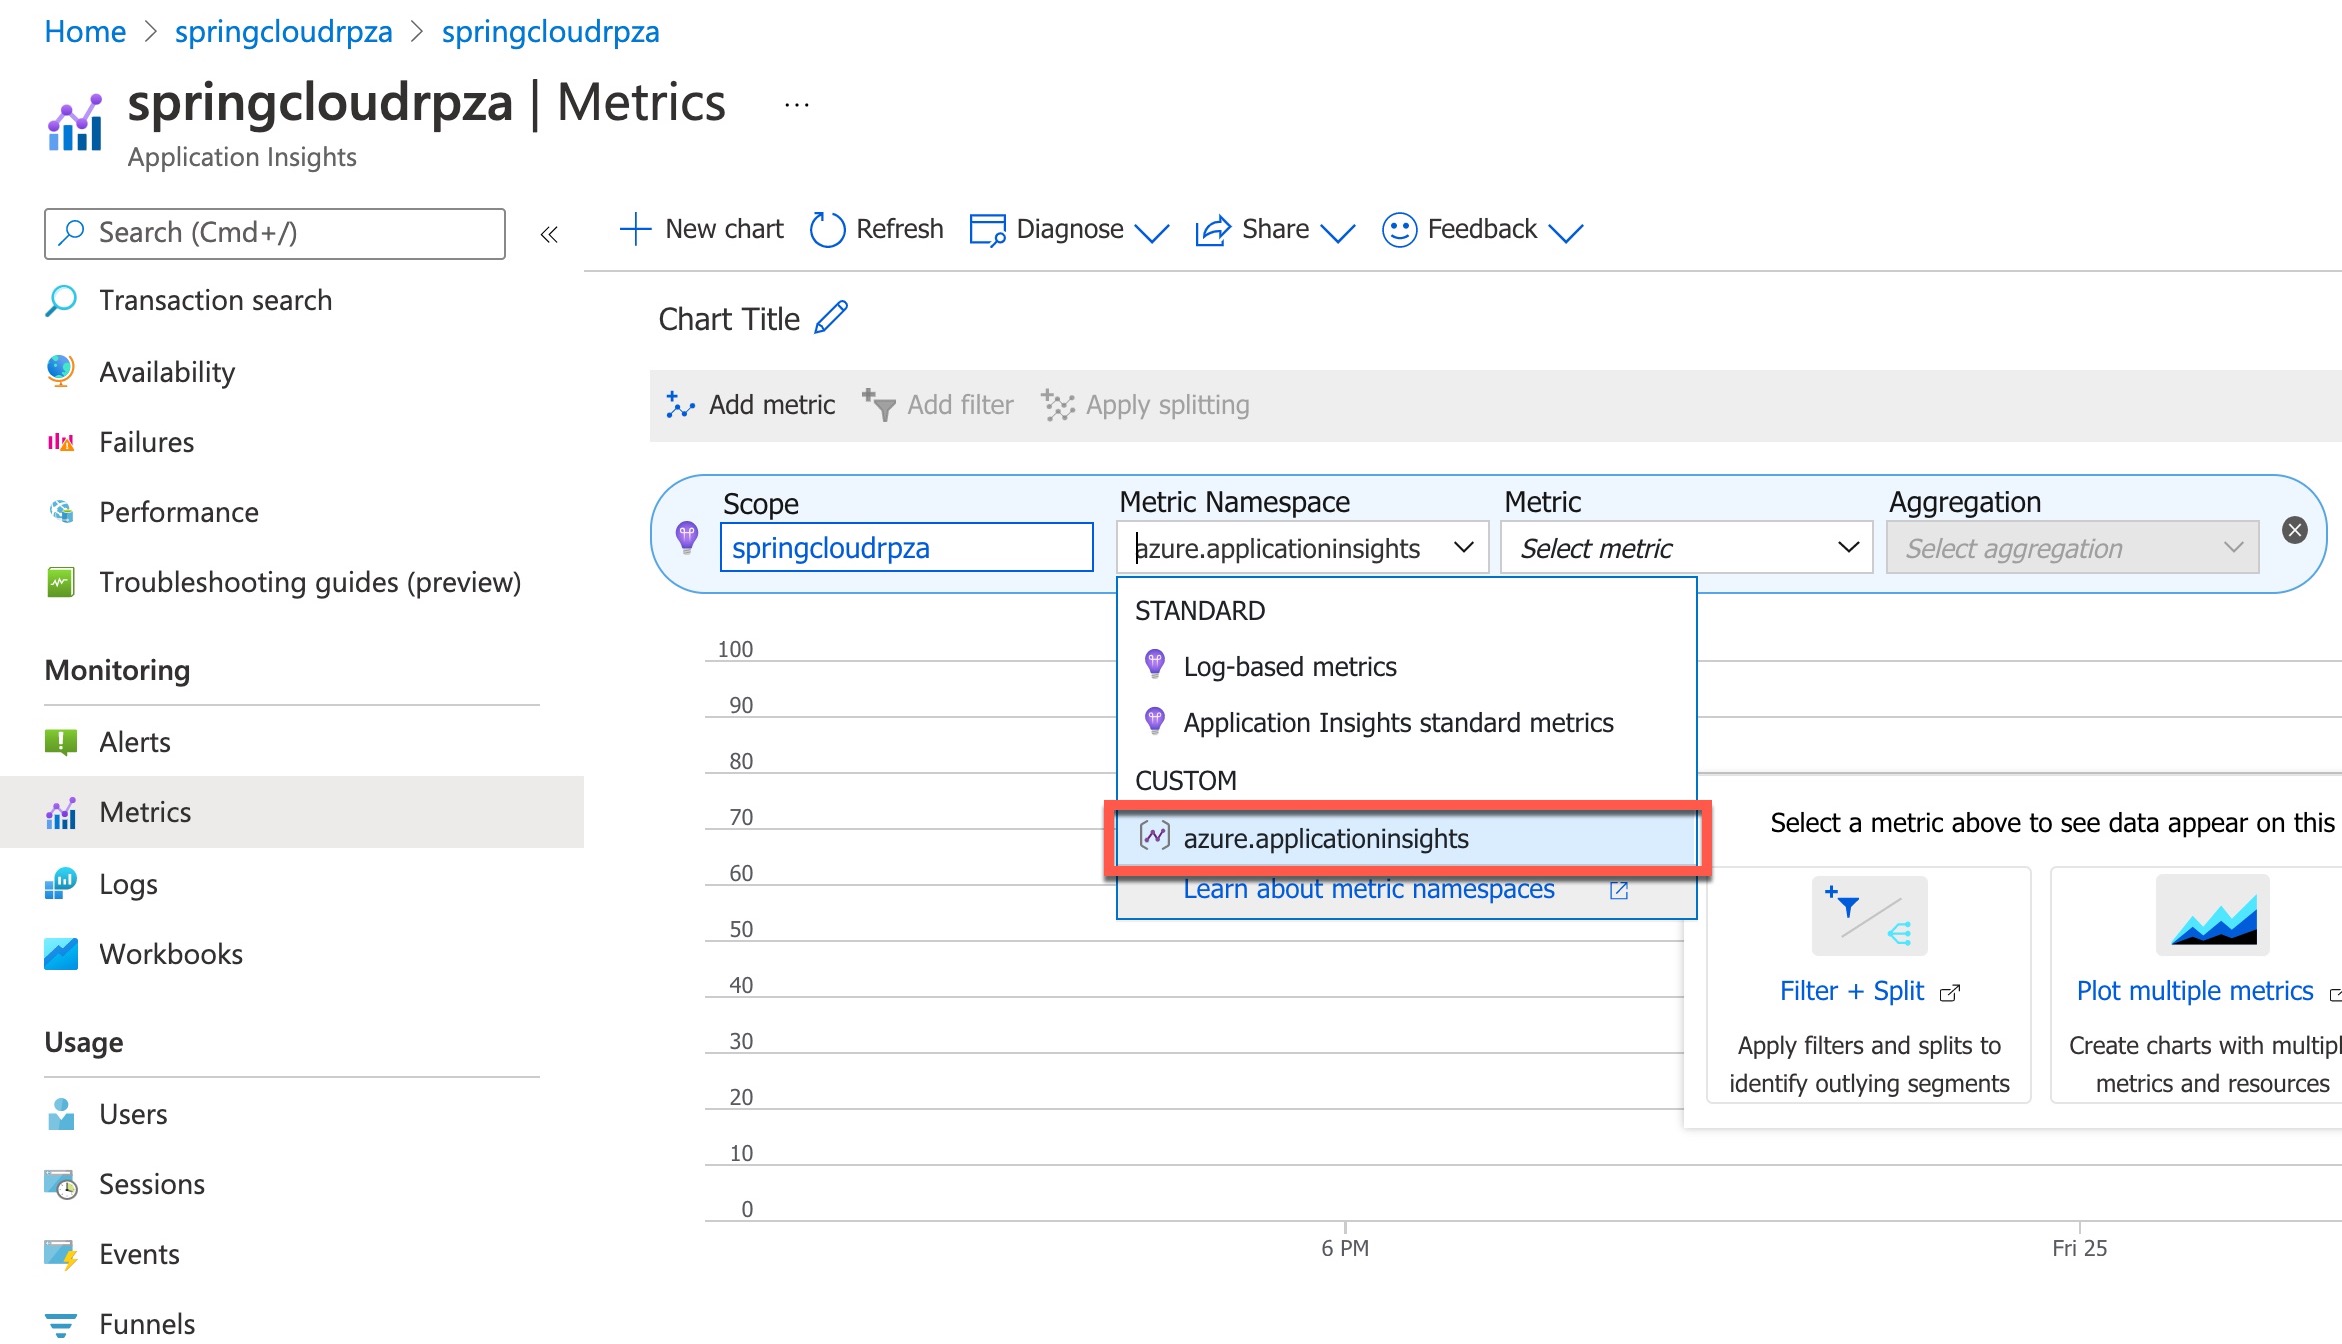 Home > springcloudrpza > springcloudrpza
springcloudrpza | Metrics ...
Application Insights
Search (Cmd+/)
«
Transaction search
Availability
Failures
Performance
Troubleshooting guides (preview)
Monitoring
Alerts
Metrics
Logs
Workbooks
Usage
Users
Sessions
Events
Funnels
New chart Refresh Diagnose Share Feedback
Chart Title
Add metric Add filter Apply splitting
Scope Metric Namespace Metric Aggregation
springcloudrpza azure.applicationinsights Select metric Select aggregation
STANDARD
Log-based metrics
Application Insights standard metrics
CUSTOM
azure.applicationinsights
Learn about metric namespaces
100
90
80
70
60
50
40
30
20
10
0
6 PM Fri 25
Select a metric above to see data appear on this
Filter + Split
Apply filters and splits to
identify outlying segments
Plot multiple metrics
Create charts with multipl
metrics and resources